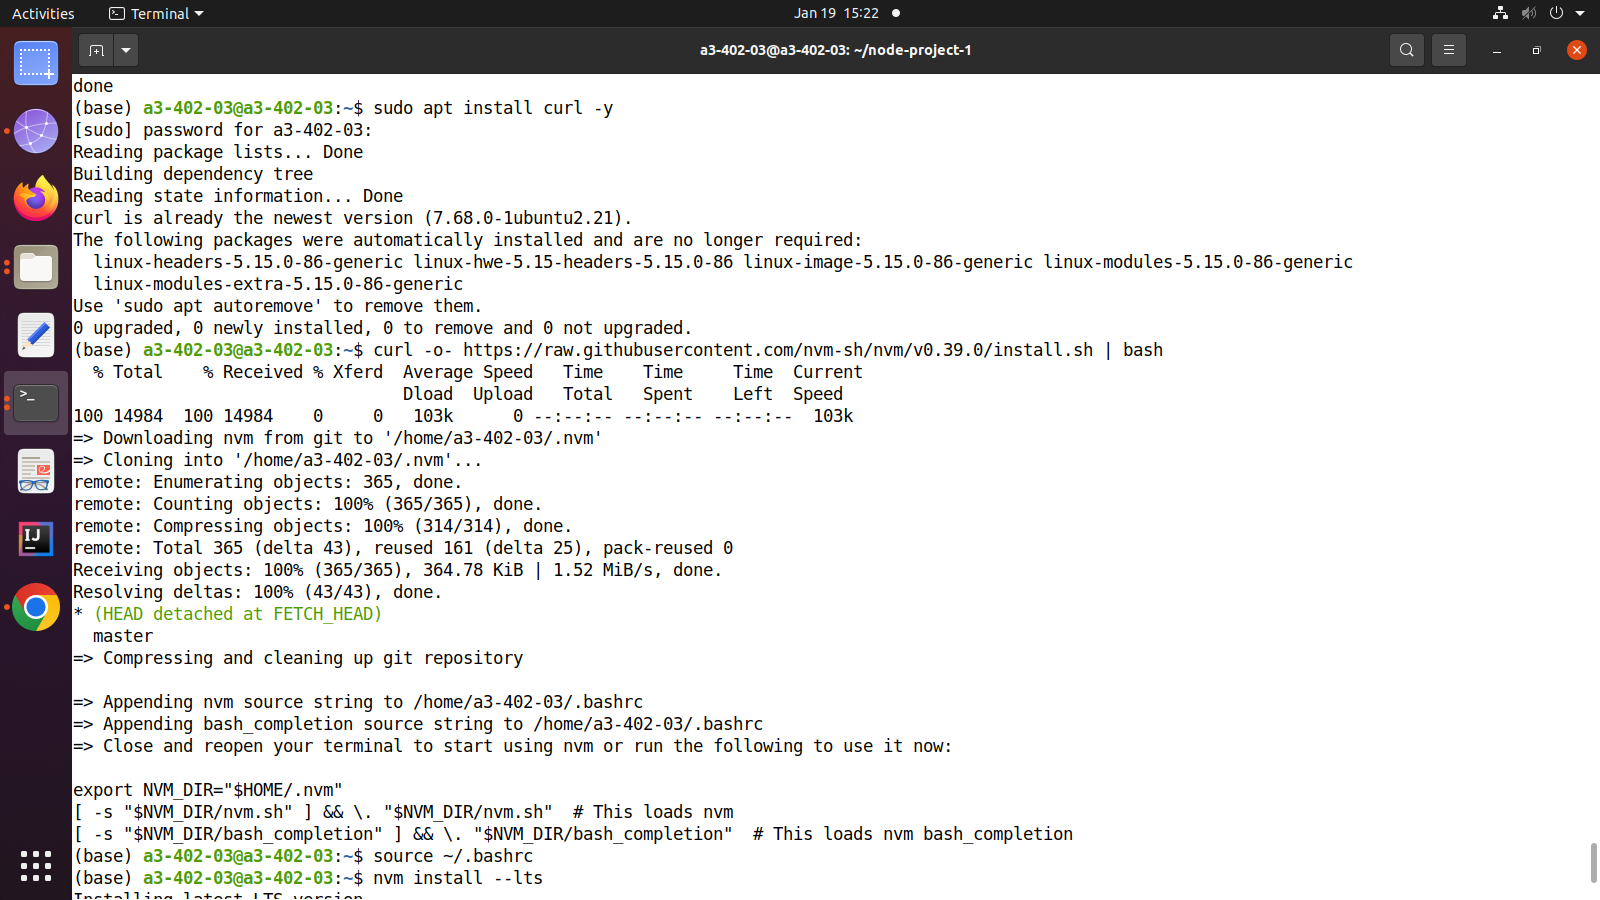 Activities
Terminal
Jan 19 15:22
a3-402-03@a3-402-03: ~/node-project-1
done
(base) a3-402-03@a3-402-03:~$ sudo apt install curl -y
[sudo] password for a3-402-03:
Reading package lists... Done
Building dependency tree
Reading state information... Done
curl is already the newest version (7.68.0-1ubuntu2.21).
The following packages were automatically installed and are no longer required:
  linux-headers-5.15.0-86-generic linux-hwe-5.15-headers-5.15.0-86 linux-image-5.15.0-86-generic linux-modules-5.15.0-86-generic
  linux-modules-extra-5.15.0-86-generic
Use 'sudo apt autoremove' to remove them.
0 upgraded, 0 newly installed, 0 to remove and 0 not upgraded.
(base) a3-402-03@a3-402-03:~$ curl -o- https://raw.githubusercontent.com/nvm-sh/nvm/v0.39.0/install.sh | bash
  % Total    % Received % Xferd  Average Speed   Time    Time     Time  Current
                                 Dload  Upload   Total   Spent    Left  Speed
100 14984  100 14984    0     0   103k      0 --:--:-- --:--:-- --:--:--  103k
=> Downloading nvm from git to '/home/a3-402-03/.nvm'
=> Cloning into '/home/a3-402-03/.nvm'...
remote: Enumerating objects: 365, done.
remote: Counting objects: 100% (365/365), done.
remote: Compressing objects: 100% (314/314), done.
remote: Total 365 (delta 43), reused 161 (delta 25), pack-reused 0
Receiving objects: 100% (365/365), 364.78 KiB | 1.52 MiB/s, done.
Resolving deltas: 100% (43/43), done.
* (HEAD detached at FETCH_HEAD)
  master
=> Compressing and cleaning up git repository
=> Appending nvm source string to /home/a3-402-03/.bashrc
=> Appending bash_completion source string to /home/a3-402-03/.bashrc
=> Close and reopen your terminal to start using nvm or run the following to use it now:
export NVM_DIR="$HOME/.nvm"
[ -s "$NVM_DIR/nvm.sh" ] && \. "$NVM_DIR/nvm.sh"  # This loads nvm
[ -s "$NVM_DIR/bash_completion" ] && \. "$NVM_DIR/bash_completion"  # This loads nvm bash_completion
(base) a3-402-03@a3-402-03:~$ source ~/.bashrc
(base) a3-402-03@a3-402-03:~$ nvm install --lts
Installing latest LTS version.